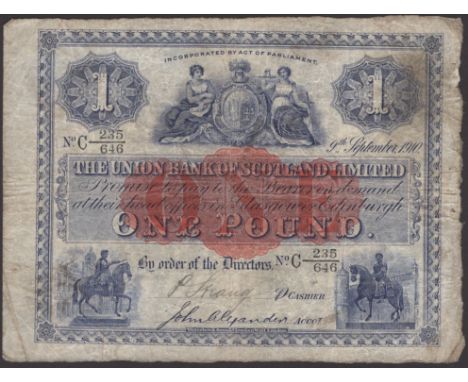 INCORPORATED BY ACT OF PARLIAMENT.
1 1
No C 235/646
9th September, 1910
THE UNION BANK OF SCOTLAND LIMITED
Promise to pay to the Bearer on demand
at their head offices in Glasgow or Edinburgh
ONE POUND.
ONE
By order of the Directors. No C 235/646
CASHIER
John Alexander ACCOT.